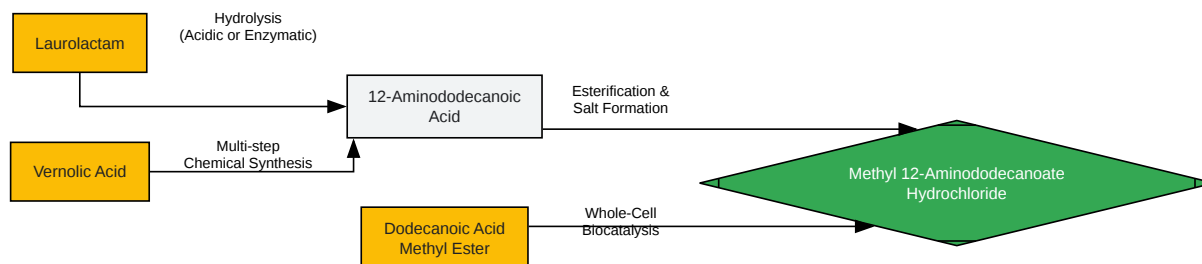 Hydrolysis
(Acidic or Enzymatic)
Laurolactam
12-Aminododecanoic
Acid
Esterification &
Salt Formation
Multi-step
Chemical Synthesis
Vernolic Acid
Methyl 12-Aminododecanoate
Hydrochloride
Dodecanoic Acid
Methyl Ester
Whole-Cell
Biocatalysis